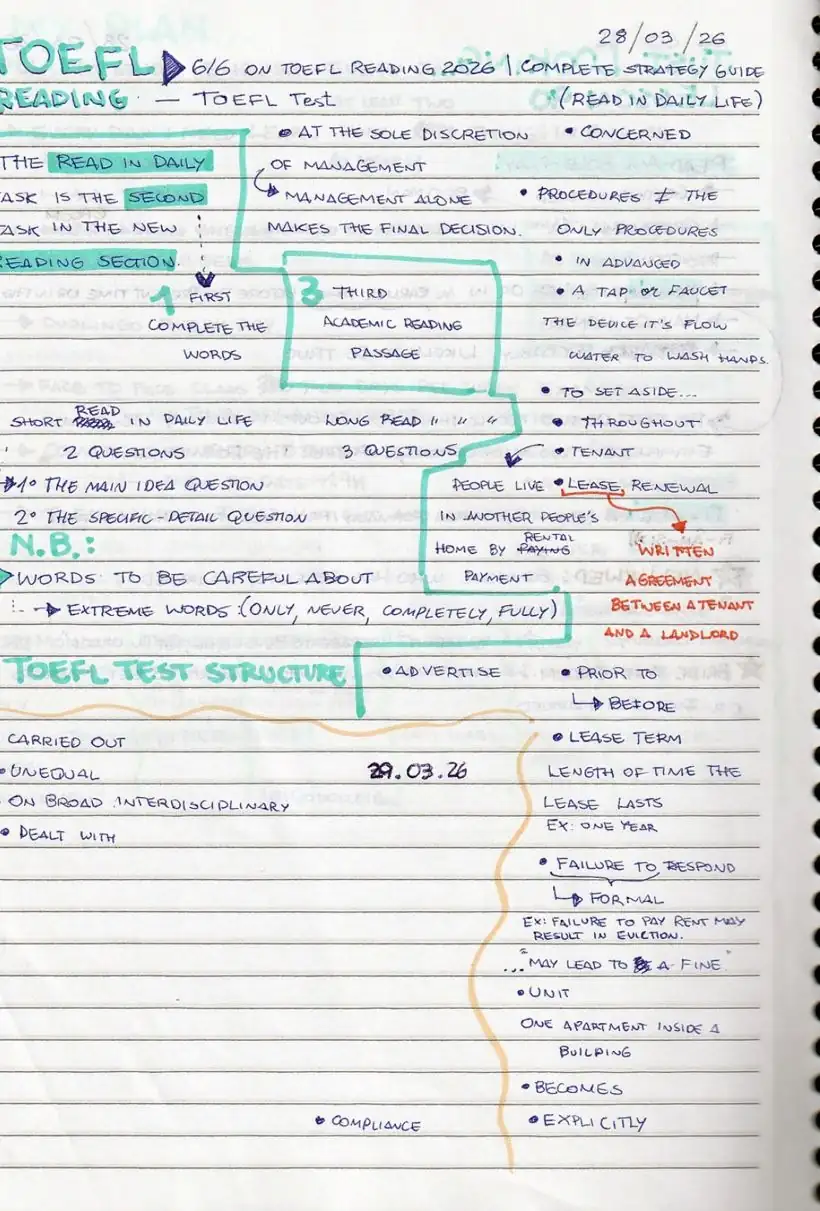 28/03/26
TOEFL 6/6 ON TOEFL READING 2026 | COMPLETE STRATEGY GUIDE
READING — TOEFL Test (READ IN DAILY LIFE)
THE READ IN DAILY
TASK IS THE SECOND
TASK IN THE NEW
READING SECTION.
1 FIRST
COMPLETE THE
WORDS
3 THIRD
ACADEMIC READING
PASSAGE
• AT THE SOLE DISCRETION
OF MANAGEMENT
MANAGEMENT ALONE
MAKES THE FINAL DECISION.
SHORT READ IN DAILY LIFE
2 QUESTIONS
LONG READ " " "
3 QUESTIONS
1° THE MAIN IDEA QUESTION
2° THE SPECIFIC-DETAIL QUESTION
N.B.:
WORDS TO BE CAREFUL ABOUT
→ EXTREME WORDS: (ONLY, NEVER, COMPLETELY, FULLY)
• CONCERNED
• PROCEDURES ≠ THE
ONLY PROCEDURES
• IN ADVANCED
• A TAP or FAUCET
THE DEVICE IT'S FLOW
WATER TO WASH HANDS.
• TO SET ASIDE...
• THROUGHOUT
• TENANT
PEOPLE LIVE
IN ANOTHER PEOPLE'S
HOME BY RENTAL
PAYMENT
• LEASE RENEWAL
WRITTEN
AGREEMENT
BETWEEN A TENANT
AND A LANDLORD
TOEFL TEST STRUCTURE
• ADVERTISE
• PRIOR TO
→ BEFORE
• LEASE TERM
LENGTH OF TIME THE
LEASE LASTS
EX: ONE YEAR
• FAILURE TO RESPOND
→ FORMAL
EX: FAILURE TO PAY RENT MAY
RESULT IN EVICTION.
... "MAY LEAD TO A FINE"
• UNIT
ONE APARTMENT INSIDE A
BUILDING
• BECOMES
• EXPLICITLY
29.03.26
CARRIED OUT
• UNEQUAL
ON BROAD INTERDISCIPLINARY
• DEALT WITH
• COMPLIANCE